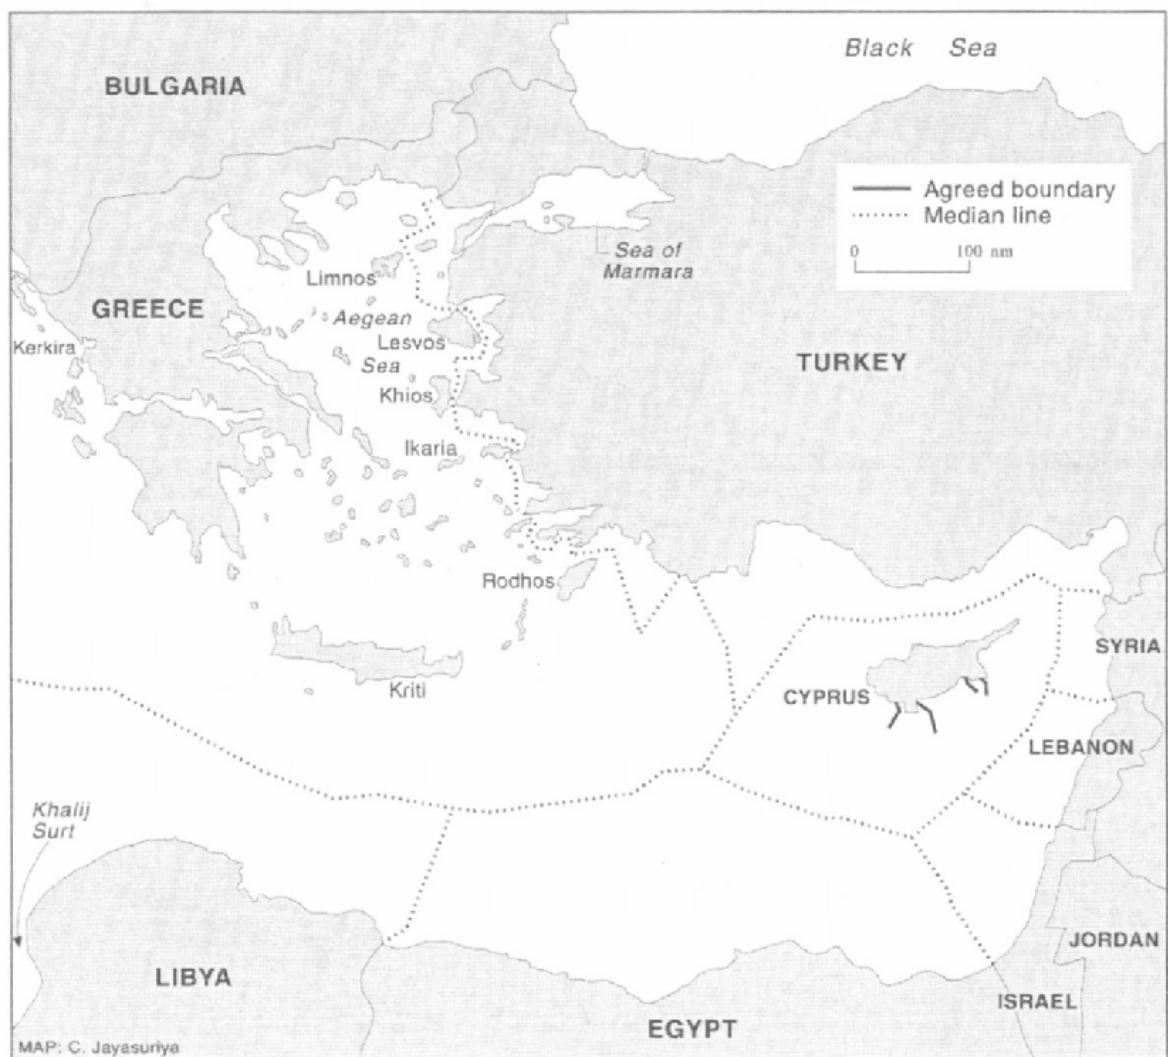 Black Sea
BULGARIA
Agreed boundary
Median line
0 100 nm
Sea of
Marmara
Limnos
GREECE
Aegean
Kerkira
Lesvos
Sea
TURKEY
Khios
Ikaria
Rodhos
SYRIA
Kriti
CYPRUS
LEBANON
Khalij
Surt
JORDAN
LIBYA
ISRAEL
EGYPT
MAP: C. Jayasuriya